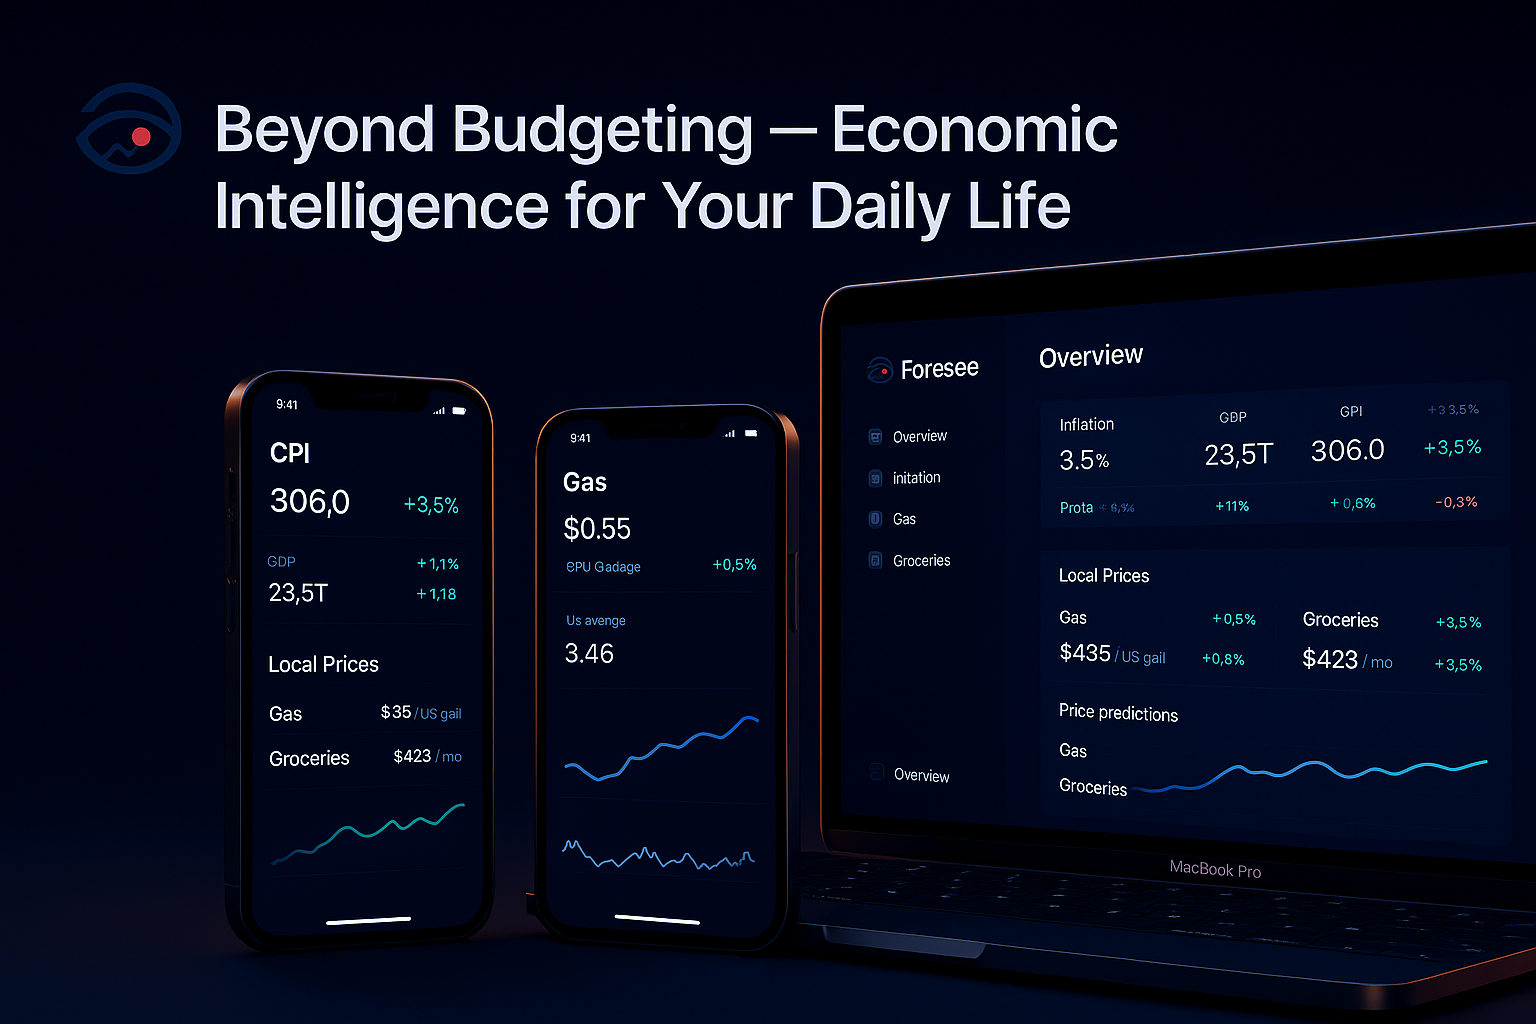 Beyond Budgeting — Economic
Intelligence for Your Daily Life
9:41
CPI
306,0 +3,5%
GDP +1,1%
23,5T +1,18
Local Prices
Gas $35 / US gail
Groceries $423 / mo
9:41
Gas
$0.55
ePU Gadage +0,5%
Us avenge
3.46
Foresee
Overview
initation
Gas
Groceries
Overview
Overview
Inflation GDP GPI +3 3,5%
3.5% 23,5T 306.0 +3,5%
Prota +11% +0,6% -0,3%
Local Prices
Gas +0,5% Groceries +3,5%
$435 / US gail +0,8% $423 / mo +3,5%
Price predictions
Gas
Groceries
MacBook Pro